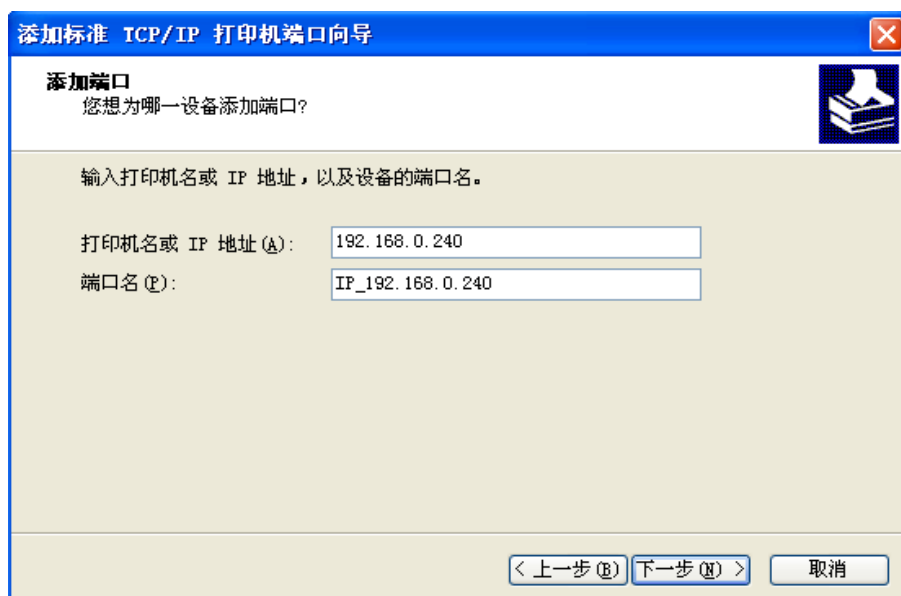 添加标准 TCP/IP 打印机端口向导
添加端口
您想为哪一设备添加端口?
输入打印机名或 IP 地址，以及设备的端口名。
打印机名或 IP 地址(A): 192.168.0.240
端口名(P): IP_192.168.0.240
< 上一步(B) 下一步(N) > 取消